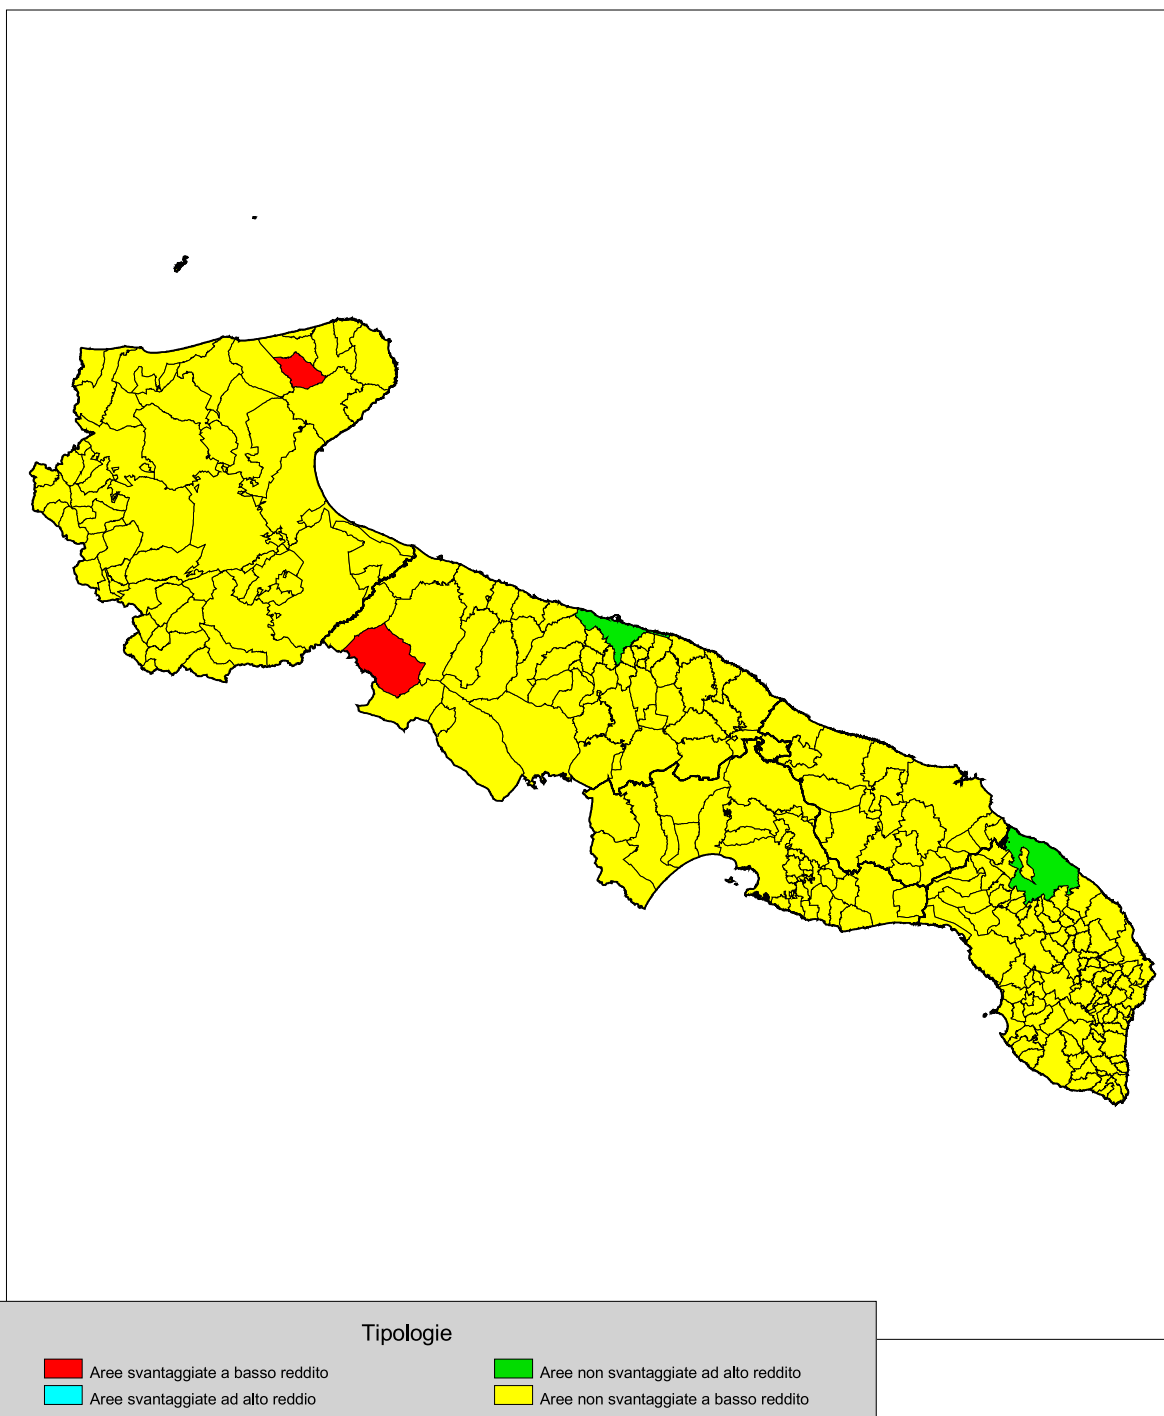 Tipologie
Aree svantaggiate a basso reddito
Aree non svantaggiate ad alto reddito
Aree svantaggiate ad alto reddio
Aree non svantaggiate a basso reddito